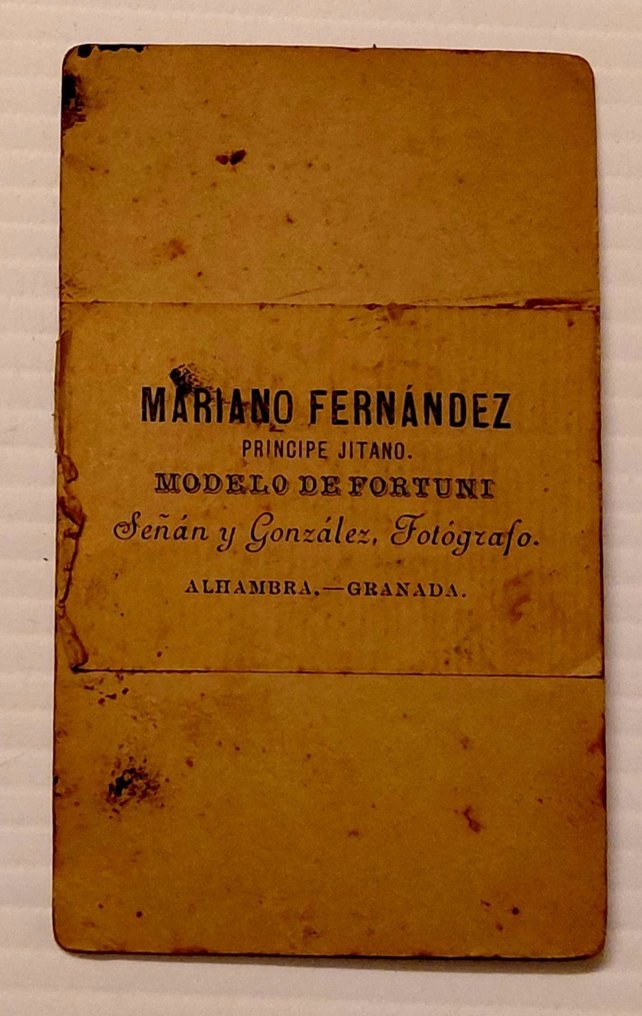 MARIANO FERNÁNDEZ
PRINCIPE JITANO.
MODELO DE FORTUNI
Señán y González, Fotógrafo.
ALHAMBRA.—GRANADA.